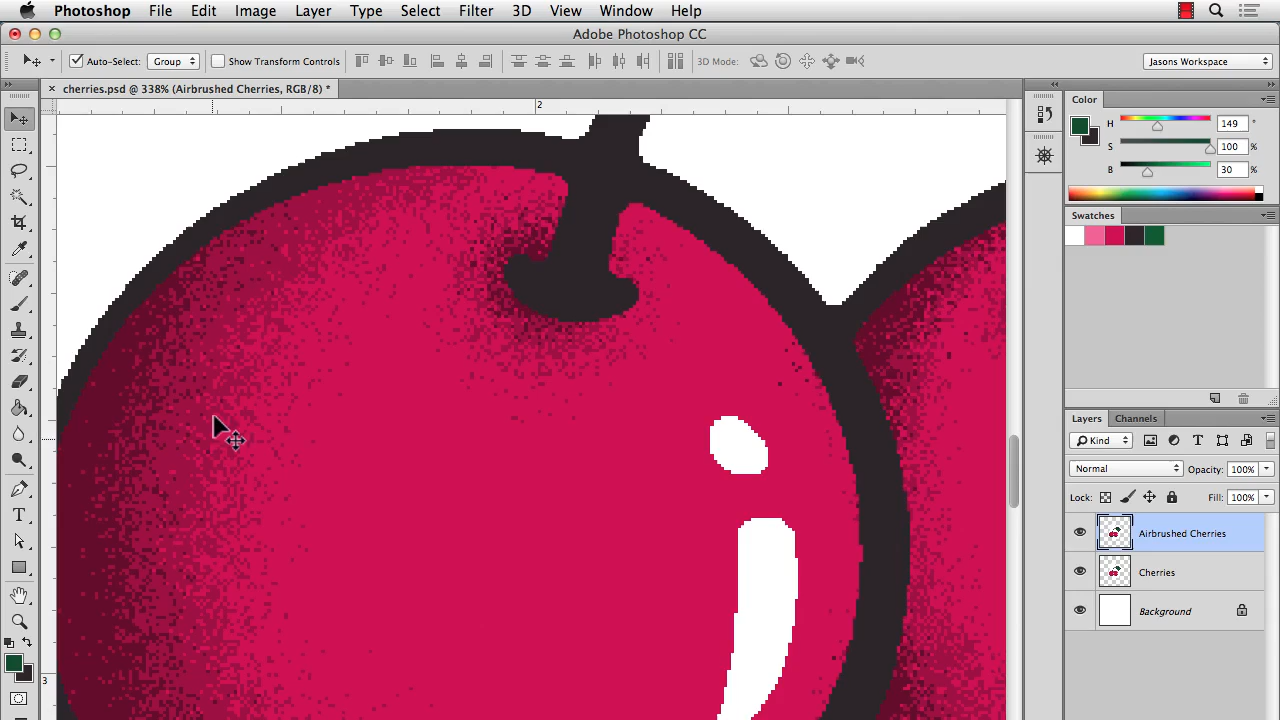 Photoshop File Edit Image Layer Type Select Filter 3D View Window Help
Adobe Photoshop CC
Auto-Select: Group Show Transform Controls 3D Mode: Jasons Workspace
× cherries.psd @ 338% (Airbrushed Cherries, RGB/8) *
2
3
Color
H 149 °
S 100 %
B 30 %
Swatches
Layers Channels
Kind
Normal Opacity: 100%
Lock: Fill: 100%
Airbrushed Cherries
Cherries
Background